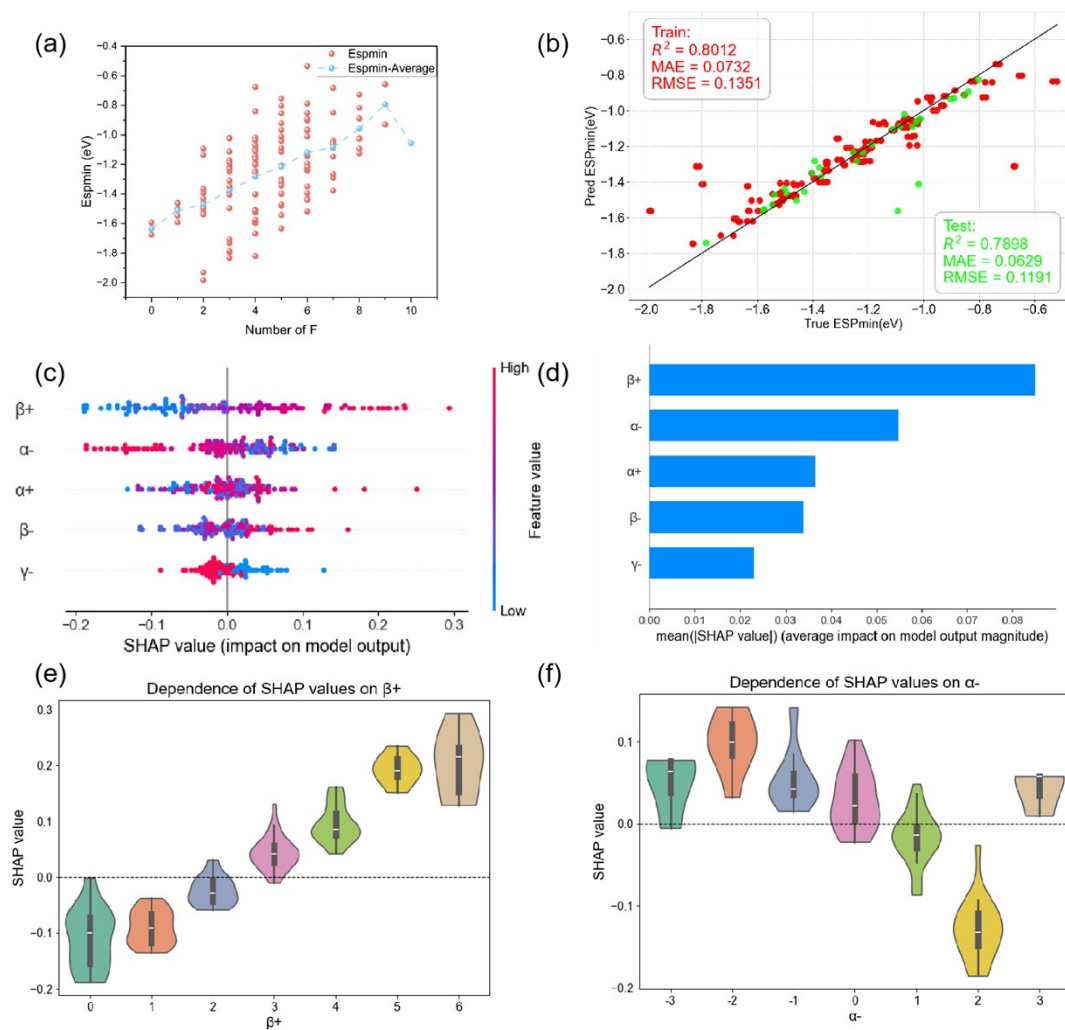 (a)
Espmin (eV)
−0.4
−0.6
−0.8
−1.0
−1.2
−1.4
−1.6
−1.8
−2.0
Espmin
Espmin-Average
0 2 4 6 8 10
Number of F
(b)
Pred ESPmin(eV)
−0.6
−0.8
−1.0
−1.2
−1.4
−1.6
−1.8
−2.0
Train:
R² = 0.8012
MAE = 0.0732
RMSE = 0.1351
Test:
R² = 0.7898
MAE = 0.0629
RMSE = 0.1191
−2.0 −1.8 −1.6 −1.4 −1.2 −1.0 −0.8 −0.6
True ESPmin(eV)
(c)
β+
α-
α+
β-
γ-
−0.2 −0.1 0.0 0.1 0.2 0.3
SHAP value (impact on model output)
High
Feature value
Low
(d)
β+
α-
α+
β-
γ-
0.00 0.01 0.02 0.03 0.04 0.05 0.06 0.07 0.08
mean(|SHAP value|) (average impact on model output magnitude)
(e)
Dependence of SHAP values on β+
SHAP value
0.3
0.2
0.1
0.0
−0.1
−0.2
0 1 2 3 4 5 6
β+
(f)
Dependence of SHAP values on α-
SHAP value
0.1
0.0
−0.1
−0.2
-3 -2 -1 0 1 2 3
α-